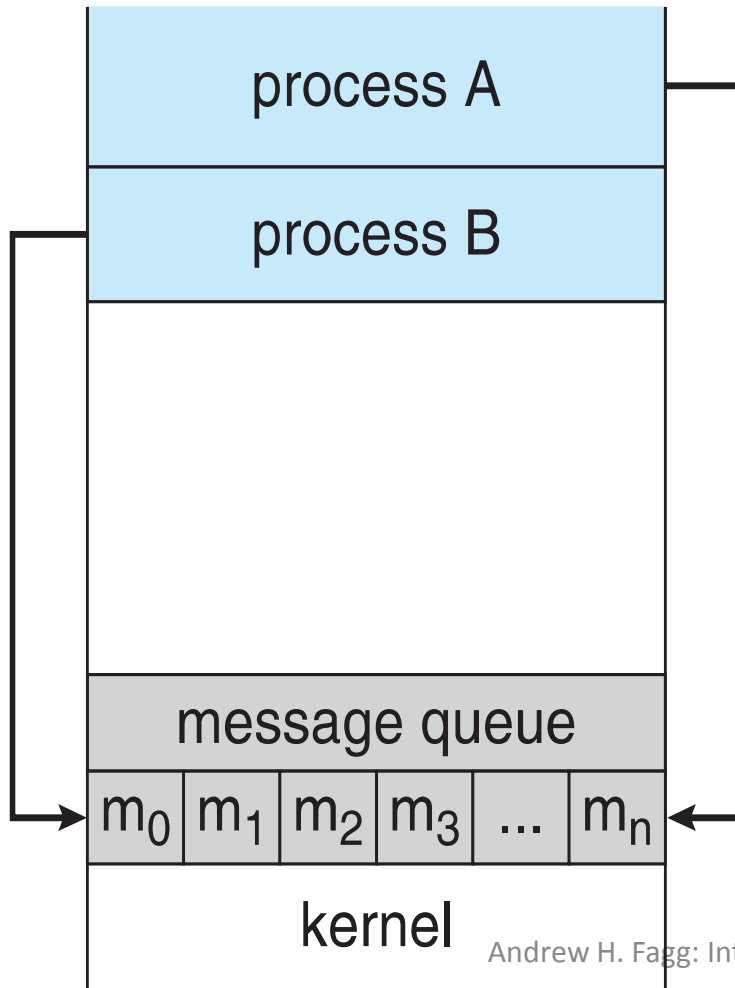 process A
process B
message queue
m₀ m₁ m₂ m₃ ... mₙ
kernel
Andrew H. Fagg: Int